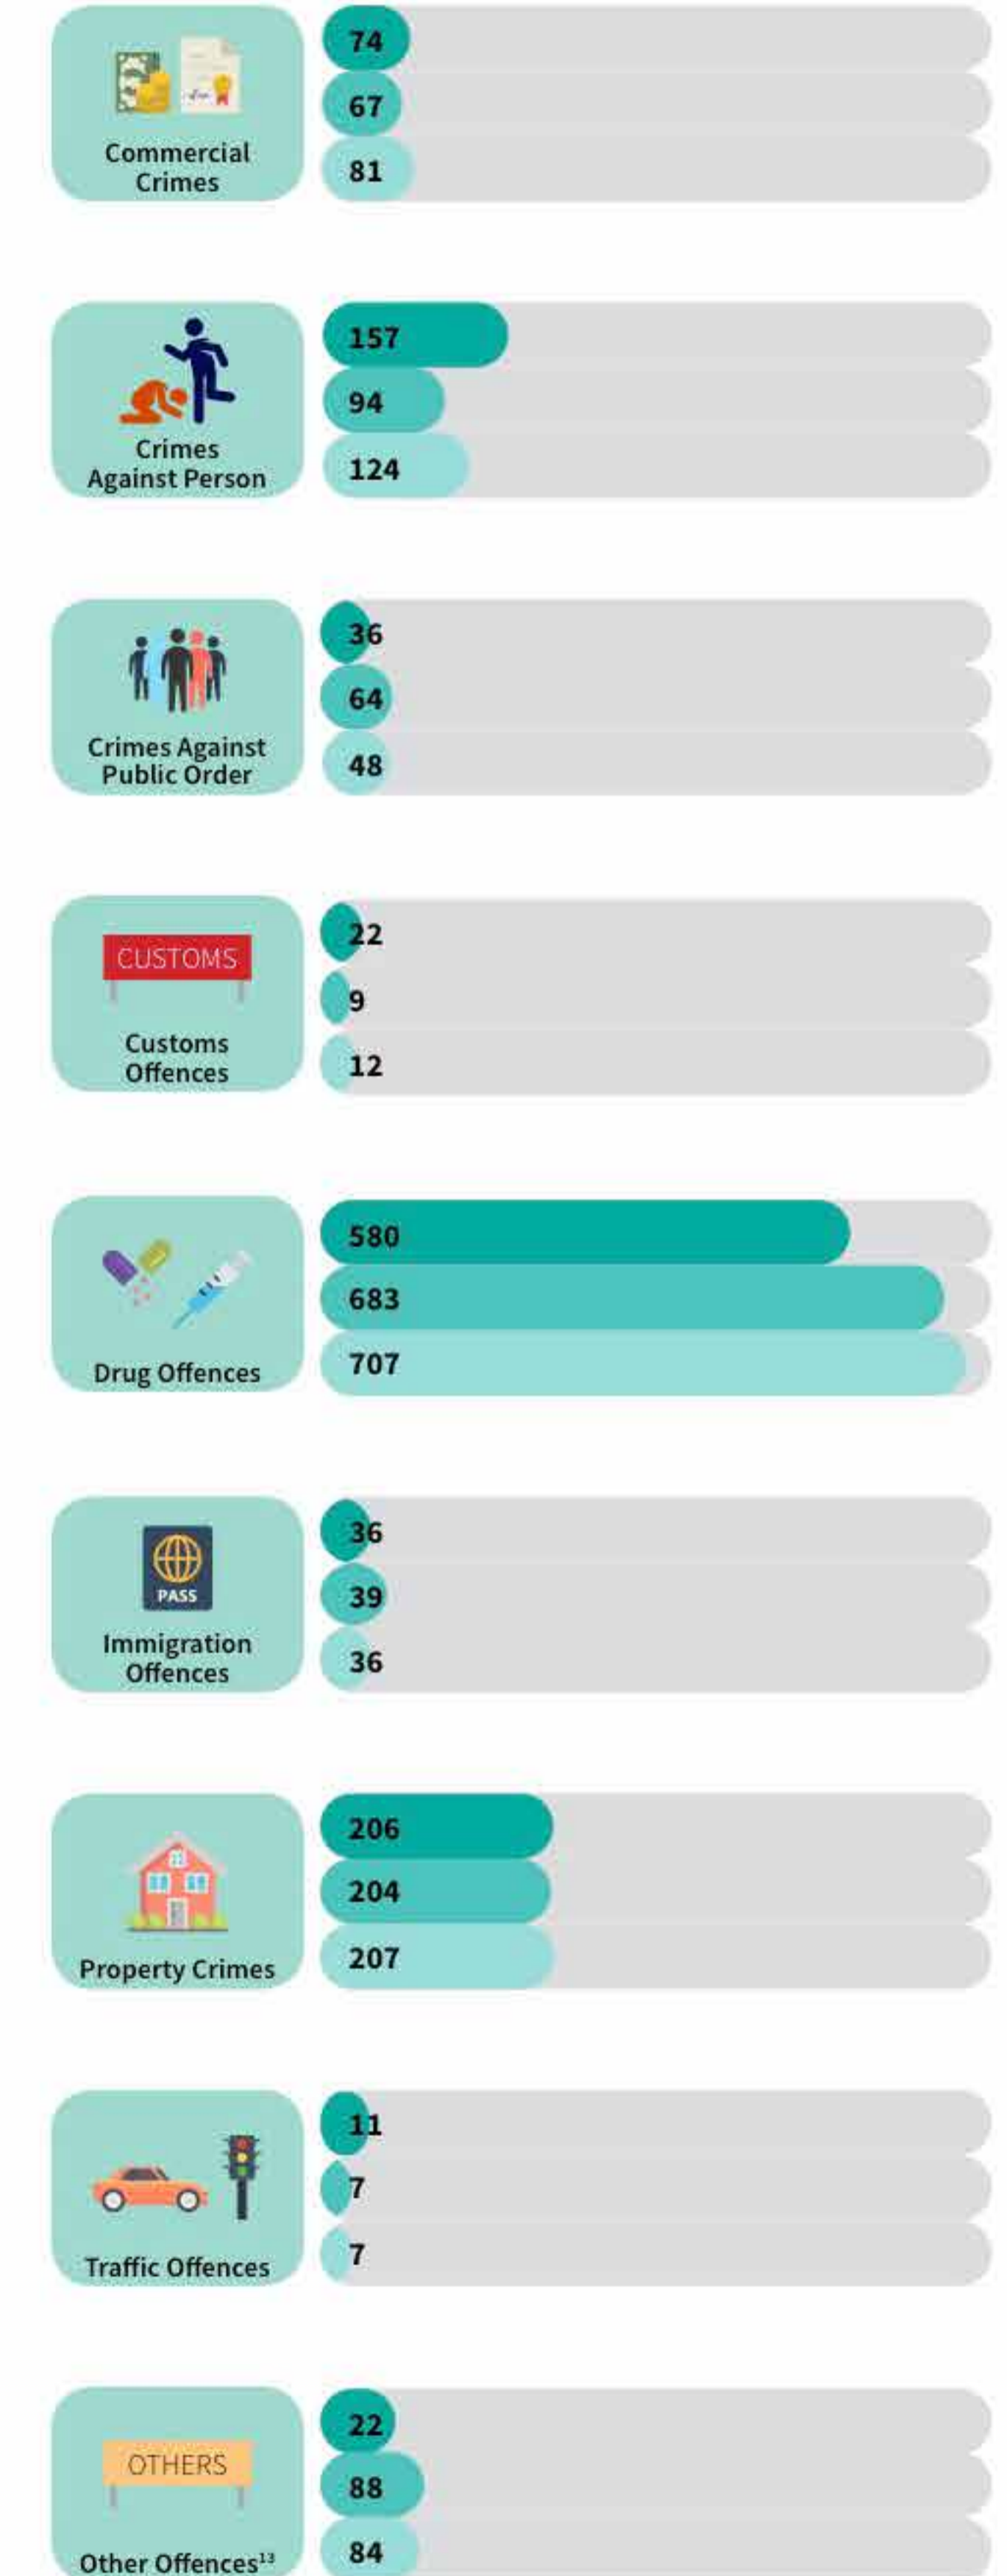 74
67
81
Commercial
Crimes
157
94
124
Crimes
Against Person
36
64
48
Crimes Against
Public Order
22
9
12
CUSTOMS
Customs
Offences
580
683
707
Drug Offences
36
39
36
PASS
Immigration
Offences
206
204
207
Property Crimes
11
7
7
Traffic Offences
22
88
84
OTHERS
Other Offences¹³